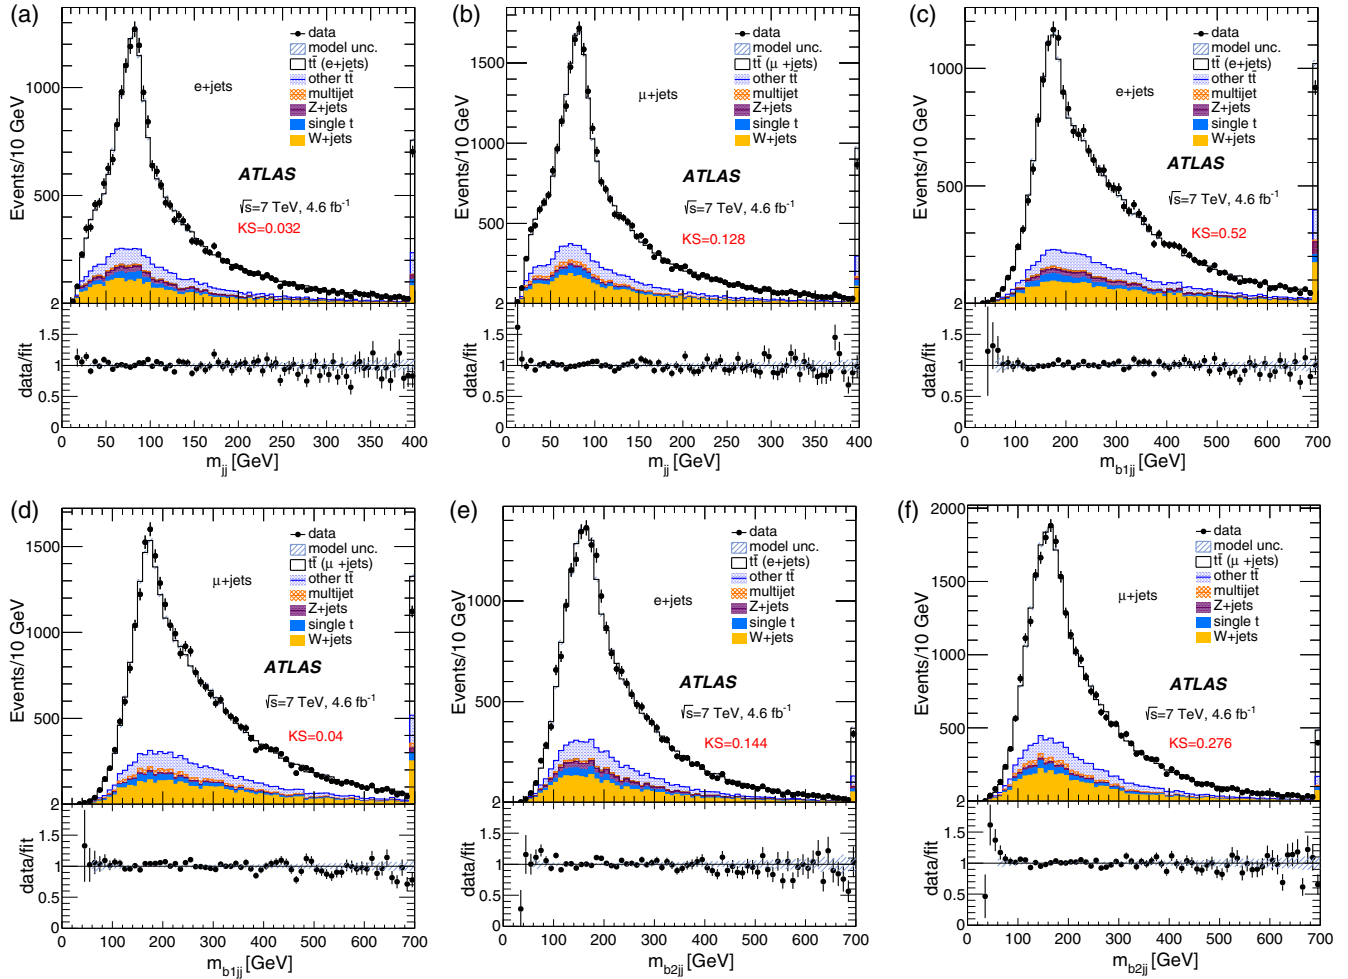 (a)
Events/10 GeV
1000
500
data
model unc.
tt̄ (e+jets)
other tt̄
multijet
Z+jets
single t
W+jets
e+jets
ATLAS
√s=7 TeV, 4.6 fb⁻¹
KS=0.032
data/fit
2
1.5
1
0.5
0
0 50 100 150 200 250 300 350 400
m_jj [GeV]
(b)
Events/10 GeV
1500
1000
500
data
model unc.
tt̄ (μ +jets)
other tt̄
multijet
Z+jets
single t
W+jets
μ+jets
ATLAS
√s=7 TeV, 4.6 fb⁻¹
KS=0.128
data/fit
2
1.5
1
0.5
0
0 50 100 150 200 250 300 350 400
m_jj [GeV]
(c)
Events/10 GeV
1000
500
data
model unc.
tt̄ (e+jets)
other tt̄
multijet
Z+jets
single t
W+jets
e+jets
ATLAS
√s=7 TeV, 4.6 fb⁻¹
KS=0.52
data/fit
2
1.5
1
0.5
0
0 100 200 300 400 500 600 700
m_b1jj [GeV]
(d)
Events/10 GeV
1500
1000
500
data
model unc.
tt̄ (μ +jets)
other tt̄
multijet
Z+jets
single t
W+jets
μ+jets
ATLAS
√s=7 TeV, 4.6 fb⁻¹
KS=0.04
data/fit
2
1.5
1
0.5
0
0 100 200 300 400 500 600 700
m_b1jj [GeV]
(e)
Events/10 GeV
1000
500
data
model unc.
tt̄ (e+jets)
other tt̄
multijet
Z+jets
single t
W+jets
e+jets
ATLAS
√s=7 TeV, 4.6 fb⁻¹
KS=0.144
data/fit
2
1.5
1
0.5
0
0 100 200 300 400 500 600 700
m_b2jj [GeV]
(f)
Events/10 GeV
2000
1500
1000
500
data
model unc.
tt̄ (μ +jets)
other tt̄
multijet
Z+jets
single t
W+jets
μ+jets
ATLAS
√s=7 TeV, 4.6 fb⁻¹
KS=0.276
data/fit
2
1.5
1
0.5
0
0 100 200 300 400 500 600 700
m_b2jj [GeV]